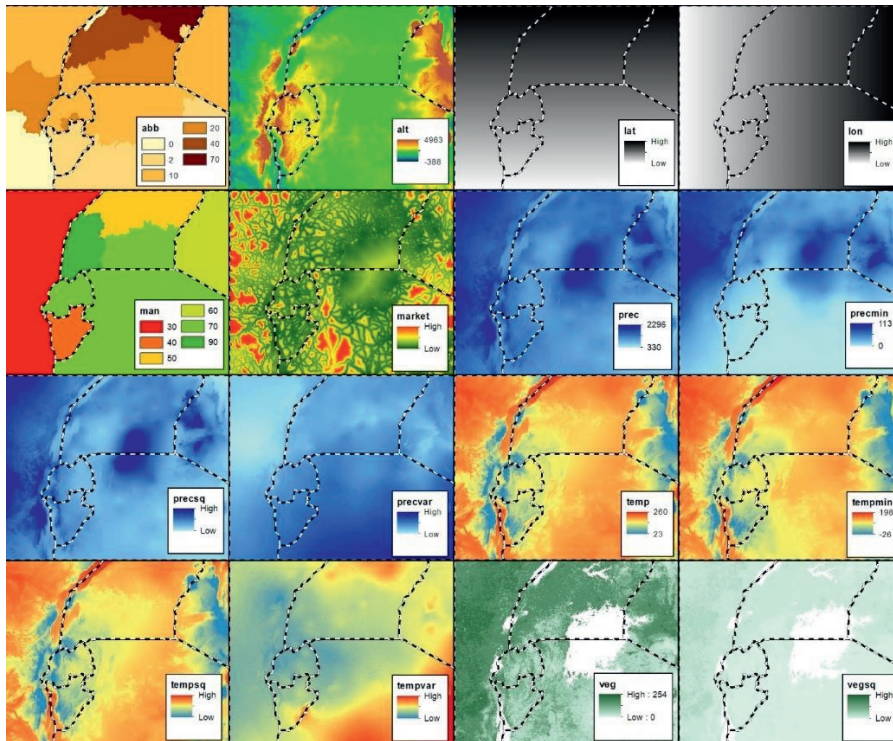 abb
0
2
10
20
40
70
alt
4963
-388
lat
High
Low
lon
High
Low
man
30
40
50
60
70
90
market
High
Low
prec
2296
330
precmin
113
0
precsq
High
Low
precvar
High
Low
temp
260
23
tempmin
198
-26
tempsq
High
Low
tempvar
High
Low
veg
High : 254
Low : 0
vegsq
High
Low